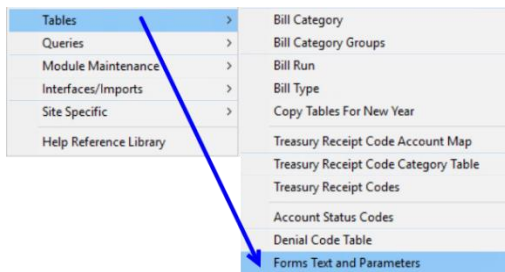 Tables
Queries
Module Maintenance
Interfaces/Imports
Site Specific
Help Reference Library
Bill Category
Bill Category Groups
Bill Run
Bill Type
Copy Tables For New Year
Treasury Receipt Code Account Map
Treasury Receipt Code Category Table
Treasury Receipt Codes
Account Status Codes
Denial Code Table
Forms Text and Parameters